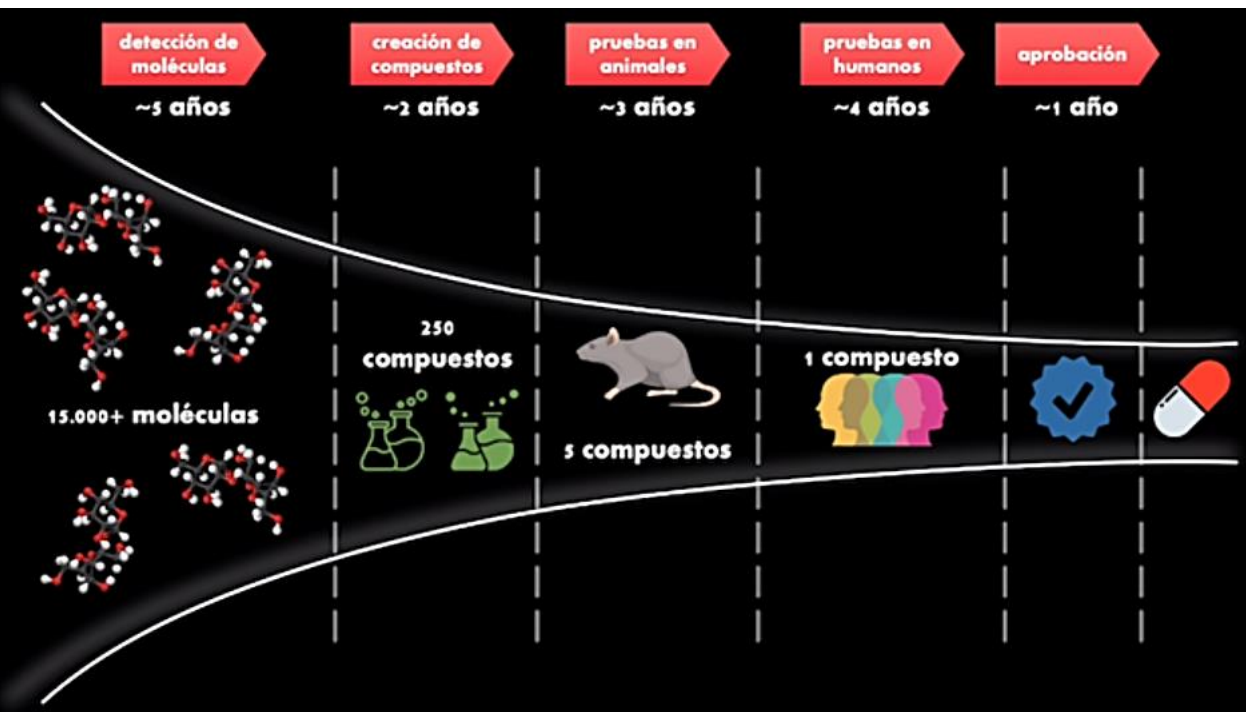 detección de
moléculas
~5 años
creación de
compuestos
~2 años
pruebas en
animales
~3 años
pruebas en
humanos
~4 años
aprobación
~1 año
15.000+ moléculas
250
compuestos
5 compuestos
1 compuesto